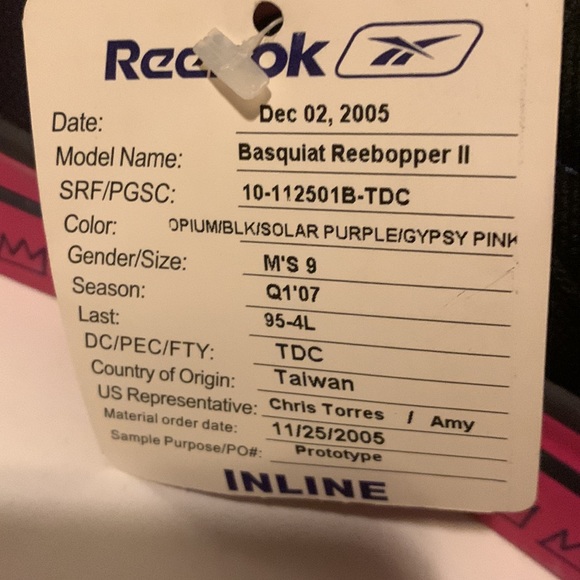 Reebok
Date: Dec 02, 2005
Model Name: Basquiat Reebopper II
SRF/PGSC: 10-112501B-TDC
Color: OPIUM/BLK/SOLAR PURPLE/GYPSY PINK
Gender/Size: M'S 9
Season: Q1'07
Last: 95-4L
DC/PEC/FTY: TDC
Country of Origin: Taiwan
US Representative: Chris Torres / Amy
Material order date: 11/25/2005
Sample Purpose/PO#: Prototype
INLINE